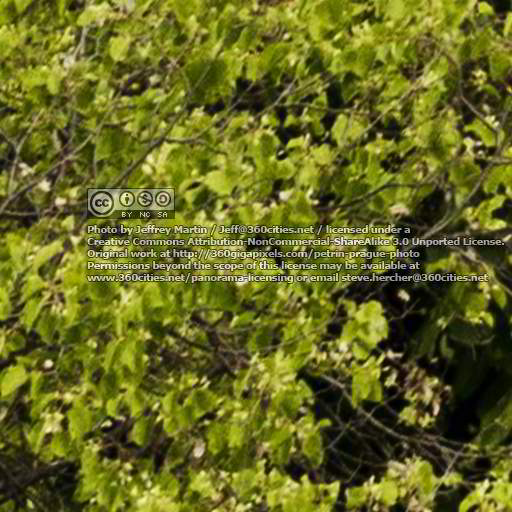 cc
BY NC SA
Photo by Jeffrey Martin / Jeff@360cities.net / licensed under a
Creative Commons Attribution-NonCommercial-ShareAlike 3.0 Unported License.
Original work at http://360gigapixels.com/petrin-prague-photo
Permissions beyond the scope of this license may be available at
www.360cities.net/panorama-licensing or email steve.hercher@360cities.net